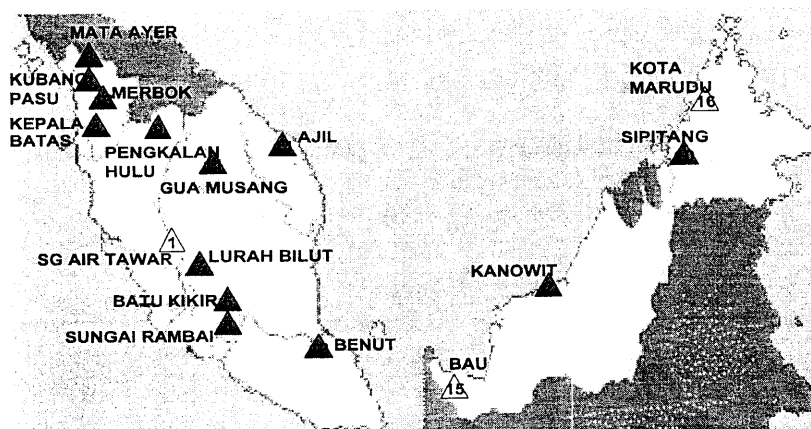 MATA AYER
KUBANG
PASU
MERBOK
KEPALA
BATAS
PENGKALAN
HULU
AJIL
GUA MUSANG
1
SG AIR TAWAR
LURAH BILUT
BATU KIKIR
SUNGAI RAMBAI
BENUT
KOTA
MARUDU
16
SIPITANG
KANOWIT
BAU
15